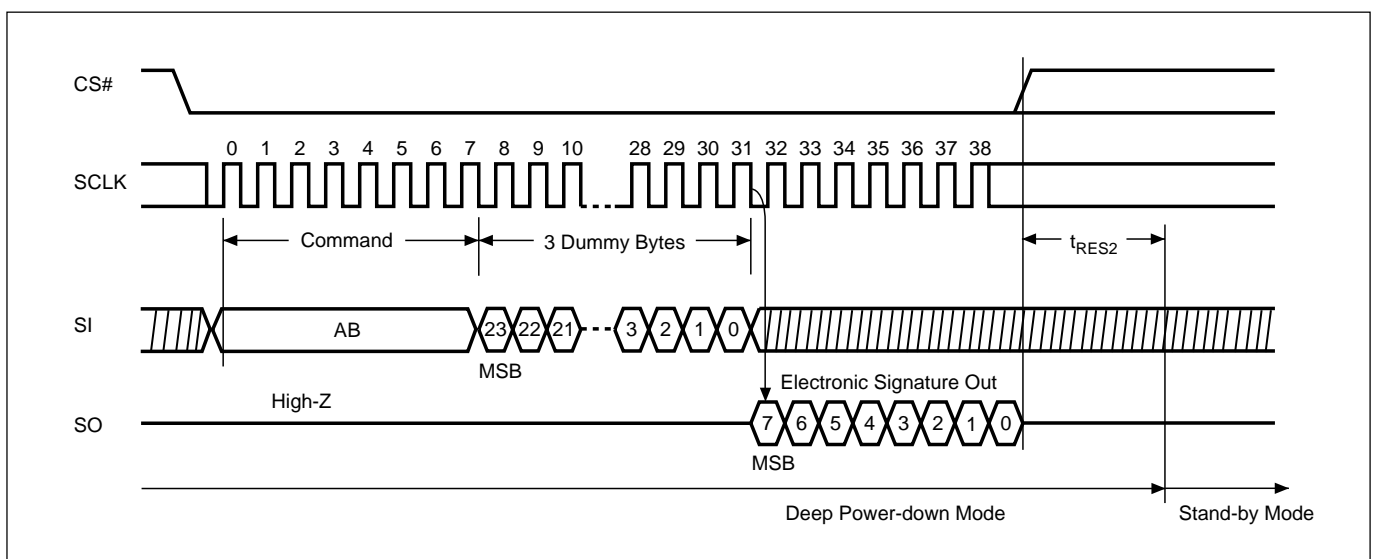 CS#
0 1 2 3 4 5 6 7 8 9 10 28 29 30 31 32 33 34 35 36 37 38
SCLK
Command
3 Dummy Bytes
tRES2
SI
AB
23 22 21 3 2 1 0
MSB
Electronic Signature Out
High-Z
SO
7 6 5 4 3 2 1 0
MSB
Deep Power-down Mode
Stand-by Mode